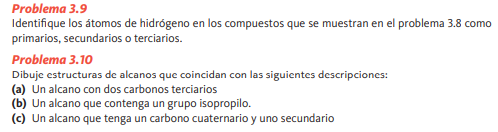 Problema 3.9
Identifique los átomos de hidrógeno en los compuestos que se muestran en el problema 3.8 como
primarios, secundarios o terciarios.
Problema 3.10
Dibuje estructuras de alcanos que coincidan con las siguientes descripciones:
(a) Un alcano con dos carbonos terciarios
(b) Un alcano que contenga un grupo isopropilo.
(c) Un alcano que tenga un carbono cuaternario y uno secundario